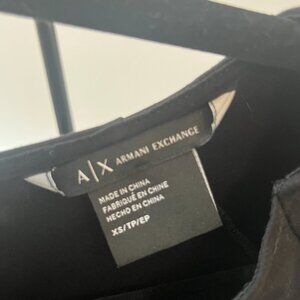 A|X ARMANI EXCHANGE
MADE IN CHINA
FABRIQUÉ EN CHINE
HECHO EN CHINA
XS/TP/EP